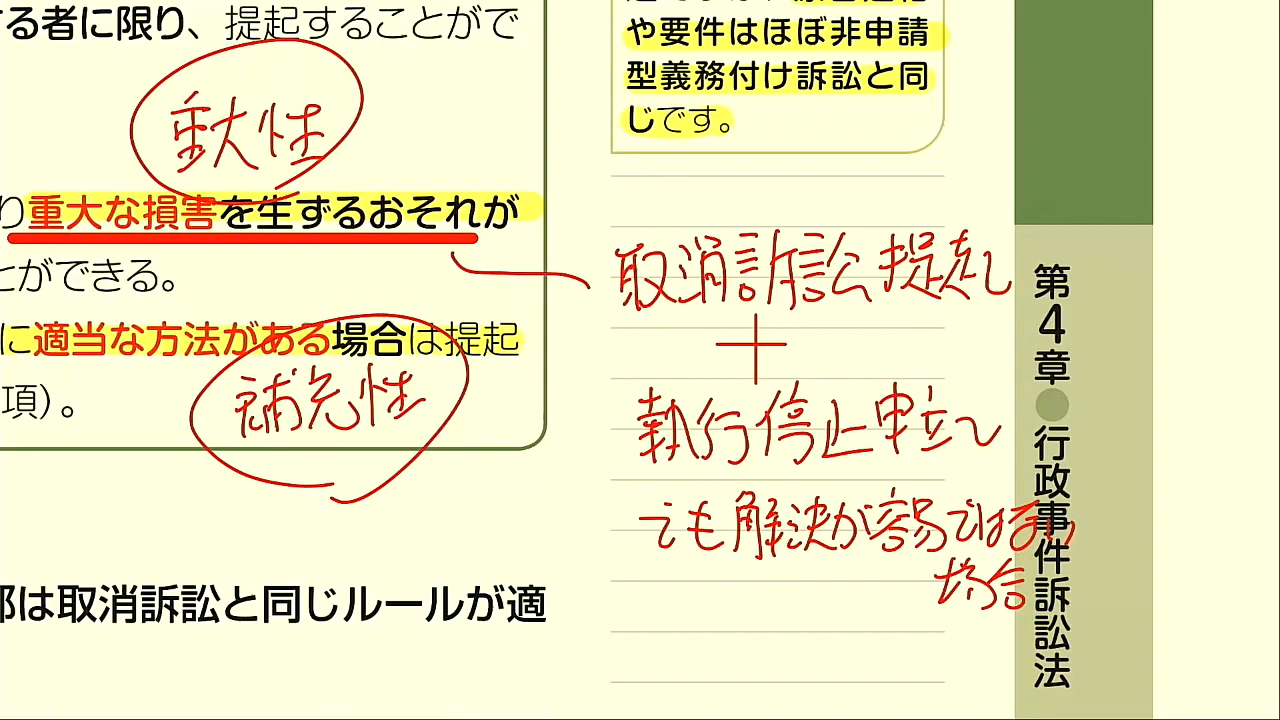 する者に限り、提起することがで
重大性
り重大な損害を生ずるおそれが
とができる。
に適当な方法がある場合は提起
補充性
項)。
部は取消訴訟と同じルールが適
や要件はほぼ非申請
型義務付け訴訟と同
じです。
取消訴訟提起
+
執行停止申立て
でも解決が容易ではない
場合
第4章●行政事件訴訟法